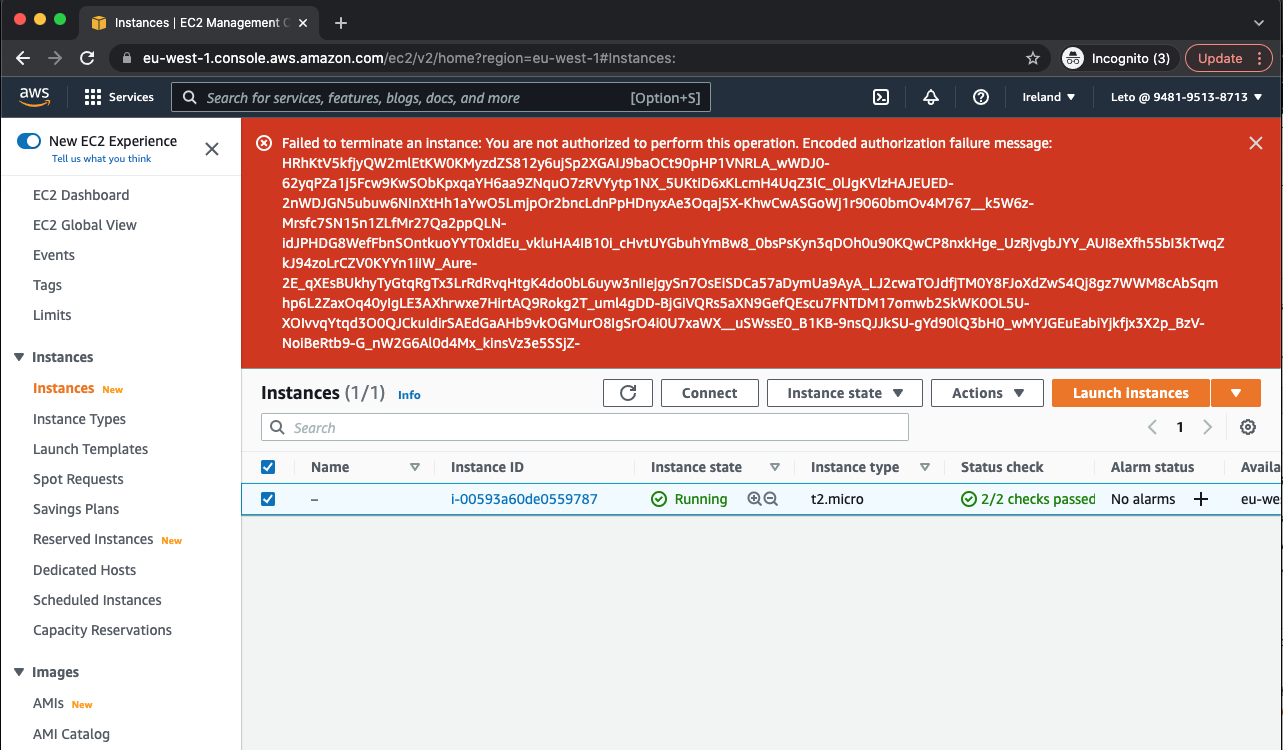 Instances | EC2 Management C
eu-west-1.console.aws.amazon.com/ec2/v2/home?region=eu-west-1#Instances:
Incognito (3)
Update
aws
Services
Search for services, features, blogs, docs, and more
[Option+S]
Ireland
Leto @ 9481-9513-8713
New EC2 Experience
Tell us what you think
EC2 Dashboard
EC2 Global View
Events
Tags
Limits
Instances
Instances New
Instance Types
Launch Templates
Spot Requests
Savings Plans
Reserved Instances New
Dedicated Hosts
Scheduled Instances
Capacity Reservations
Images
AMIs New
AMI Catalog
Failed to terminate an instance: You are not authorized to perform this operation. Encoded authorization failure message:
HRhKtV5kfjyQW2mlEtKW0KMyzdZS812y6ujSp2XGAIJ9baOCt90pHP1VNRLA_wWDJ0-
62yqPZa1j5Fcw9KwSObKpxqaYH6aa9ZNquO7zRVYytp1NX_5UKtiD6xKLcmH4UqZ3lC_0lJgKVlzHAJEUED-
2nWDJGN5ubuw6NInXtHh1aYwO5LmjpOr2bncLdnPpHDnyxAe3Oqaj5X-KhwCwASGoWj1r9060bmOv4M767__k5W6z-
Mrsfc7SN15n1ZLfMr27Qa2ppQLN-
idJPHDG8WefFbnSOntkuoYYT0xldEu_vkluHA4IB10i_cHvtUYGbuhYmBw8_0bsPsKyn3qDOh0u90KQwCP8nxkHge_UzRjvgbJYY_AUI8eXfh55bI3kTwqZ
kJ94zoLrCZV0KYYn1iIW_Aure-
2E_qXEsBUkhyTyGtqRgTx3LrRdRvqHtgK4do0bL6uyw3nIIejgySn7OsEiSDCa57aDymUa9AyA_LJ2cwaTOJdfjTM0Y8FJoXdZwS4Qj8gz7WWM8cAbSqm
hp6L2ZaxOq40yIgLE3AXhrwxe7HirtAQ9Rokg2T_uml4gDD-BjGiVQRs5aXN9GefQEscu7FNTDM17omwb2SkWK0OL5U-
XOIvvqYtqd3O0QJCkuIdirSAEdGaAHb9vkOGMurO8IgSrO4i0U7xaWX__uSWssE0_B1KB-9nsQJJkSU-gYd90lQ3bH0_wMYJGEuEabiYjkfjx3X2p_BzV-
NoiBeRtb9-G_nW2G6Al0d4Mx_kinsVz3e5SSjZ-
Instances (1/1) Info
Connect
Instance state
Actions
Launch instances
Search
1
Name
Instance ID
Instance state
Instance type
Status check
Alarm status
Availa
–
i-00593a60de0559787
Running
t2.micro
2/2 checks passed
No alarms
eu-wes